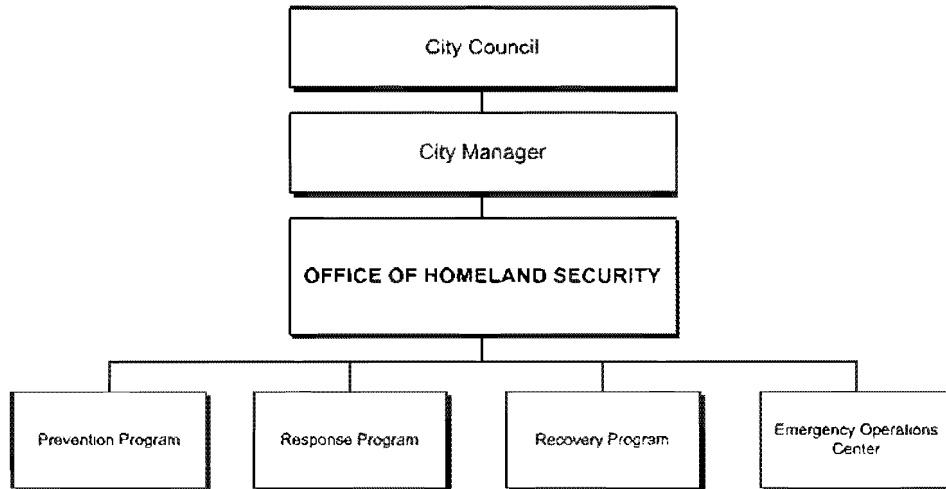 City Council
City Manager
OFFICE OF HOMELAND SECURITY
Prevention Program
Response Program
Recovery Program
Emergency Operations
Center